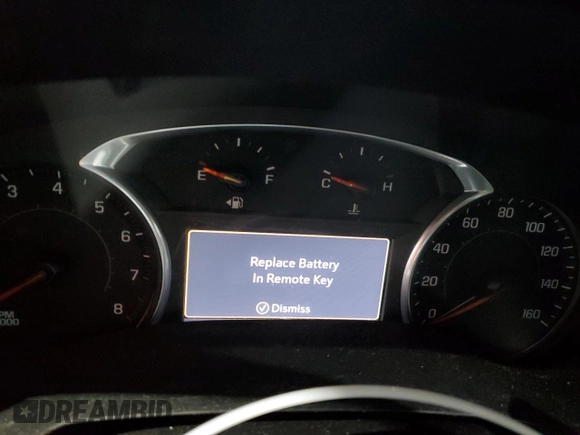 E F
C H
3 4 5 6 7 8
PM
000
Replace Battery
In Remote Key
Dismiss
0 20 40 60 80 100 120 140 160
DREAMBID